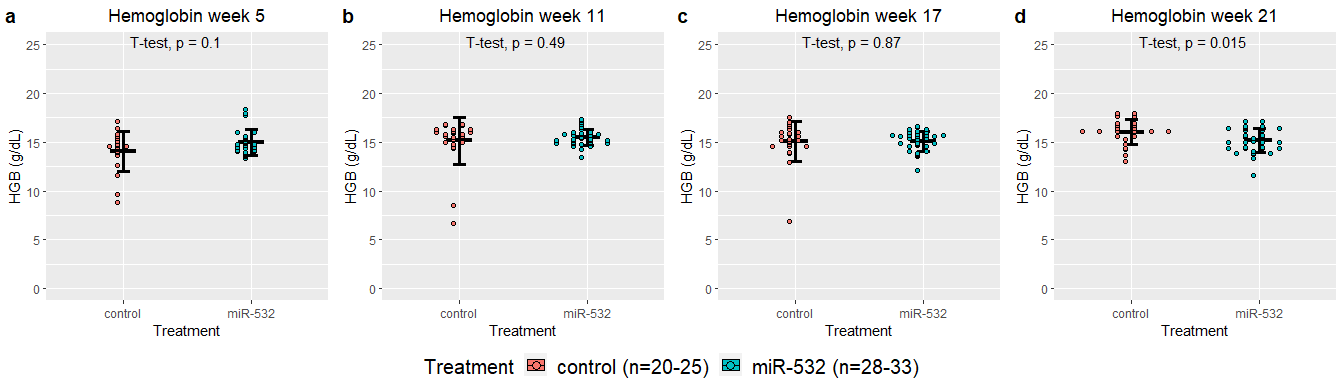 a
Hemoglobin week 5
T-test, p = 0.1
HGB (g/dL)
25
20
15
10
5
0
control
miR-532
Treatment
b
Hemoglobin week 11
T-test, p = 0.49
HGB (g/dL)
25
20
15
10
5
0
control
miR-532
Treatment
c
Hemoglobin week 17
T-test, p = 0.87
HGB (g/dL)
25
20
15
10
5
0
control
miR-532
Treatment
d
Hemoglobin week 21
T-test, p = 0.015
HGB (g/dL)
25
20
15
10
5
0
control
miR-532
Treatment
Treatment control (n=20-25) miR-532 (n=28-33)